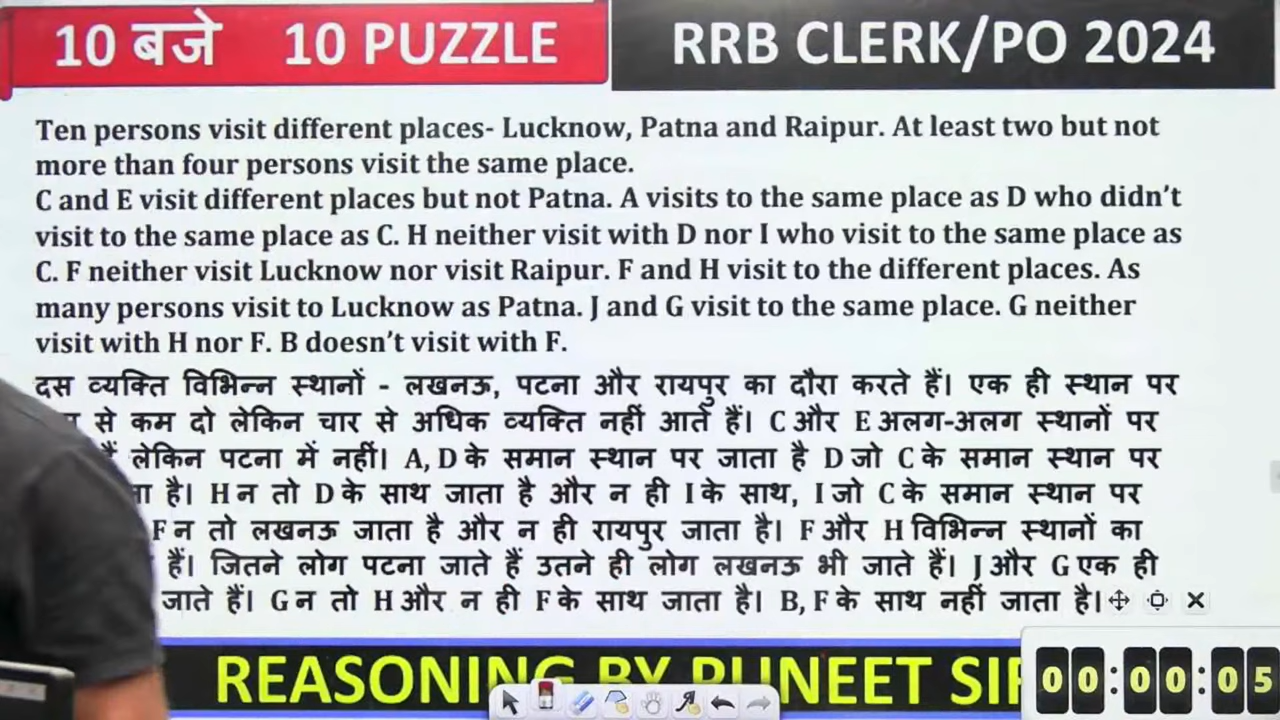 10 बजे 10 PUZZLE
RRB CLERK/PO 2024
Ten persons visit different places- Lucknow, Patna and Raipur. At least two but not
more than four persons visit the same place.
C and E visit different places but not Patna. A visits to the same place as D who didn't
visit to the same place as C. H neither visit with D nor I who visit to the same place as
C. F neither visit Lucknow nor visit Raipur. F and H visit to the different places. As
many persons visit to Lucknow as Patna. J and G visit to the same place. G neither
visit with H nor F. B doesn't visit with F.
दस व्यक्ति विभिन्न स्थानों - लखनऊ, पटना और रायपुर का दौरा करते हैं। एक ही स्थान पर
से कम दो लेकिन चार से अधिक व्यक्ति नहीं आते हैं। C और E अलग-अलग स्थानों पर
लेकिन पटना में नहीं। A, D के समान स्थान पर जाता है D जो C के समान स्थान पर
है। H न तो D के साथ जाता है और न ही I के साथ, I जो C के समान स्थान पर
F न तो लखनऊ जाता है और न ही रायपुर जाता है। F और H विभिन्न स्थानों का
हैं। जितने लोग पटना जाते हैं उतने ही लोग लखनऊ भी जाते हैं। J और G एक ही
जाते हैं। G न तो H और न ही F के साथ जाता है। B, F के साथ नहीं जाता है।
REASONING BY PUNEET SIR
00:00:05